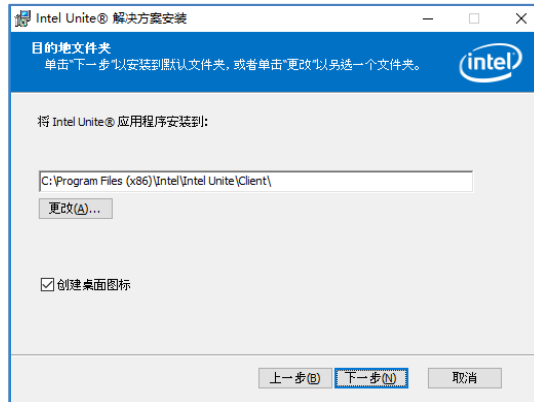 Intel Unite® 解决方案安装
目的地文件夹
单击"下一步"以安装到默认文件夹，或者单击"更改"以另选一个文件夹。
intel
将 Intel Unite® 应用程序安装到：
C:\Program Files (x86)\Intel\Intel Unite\Client\
更改(A)...
创建桌面图标
上一步(B) 下一步(N) 取消